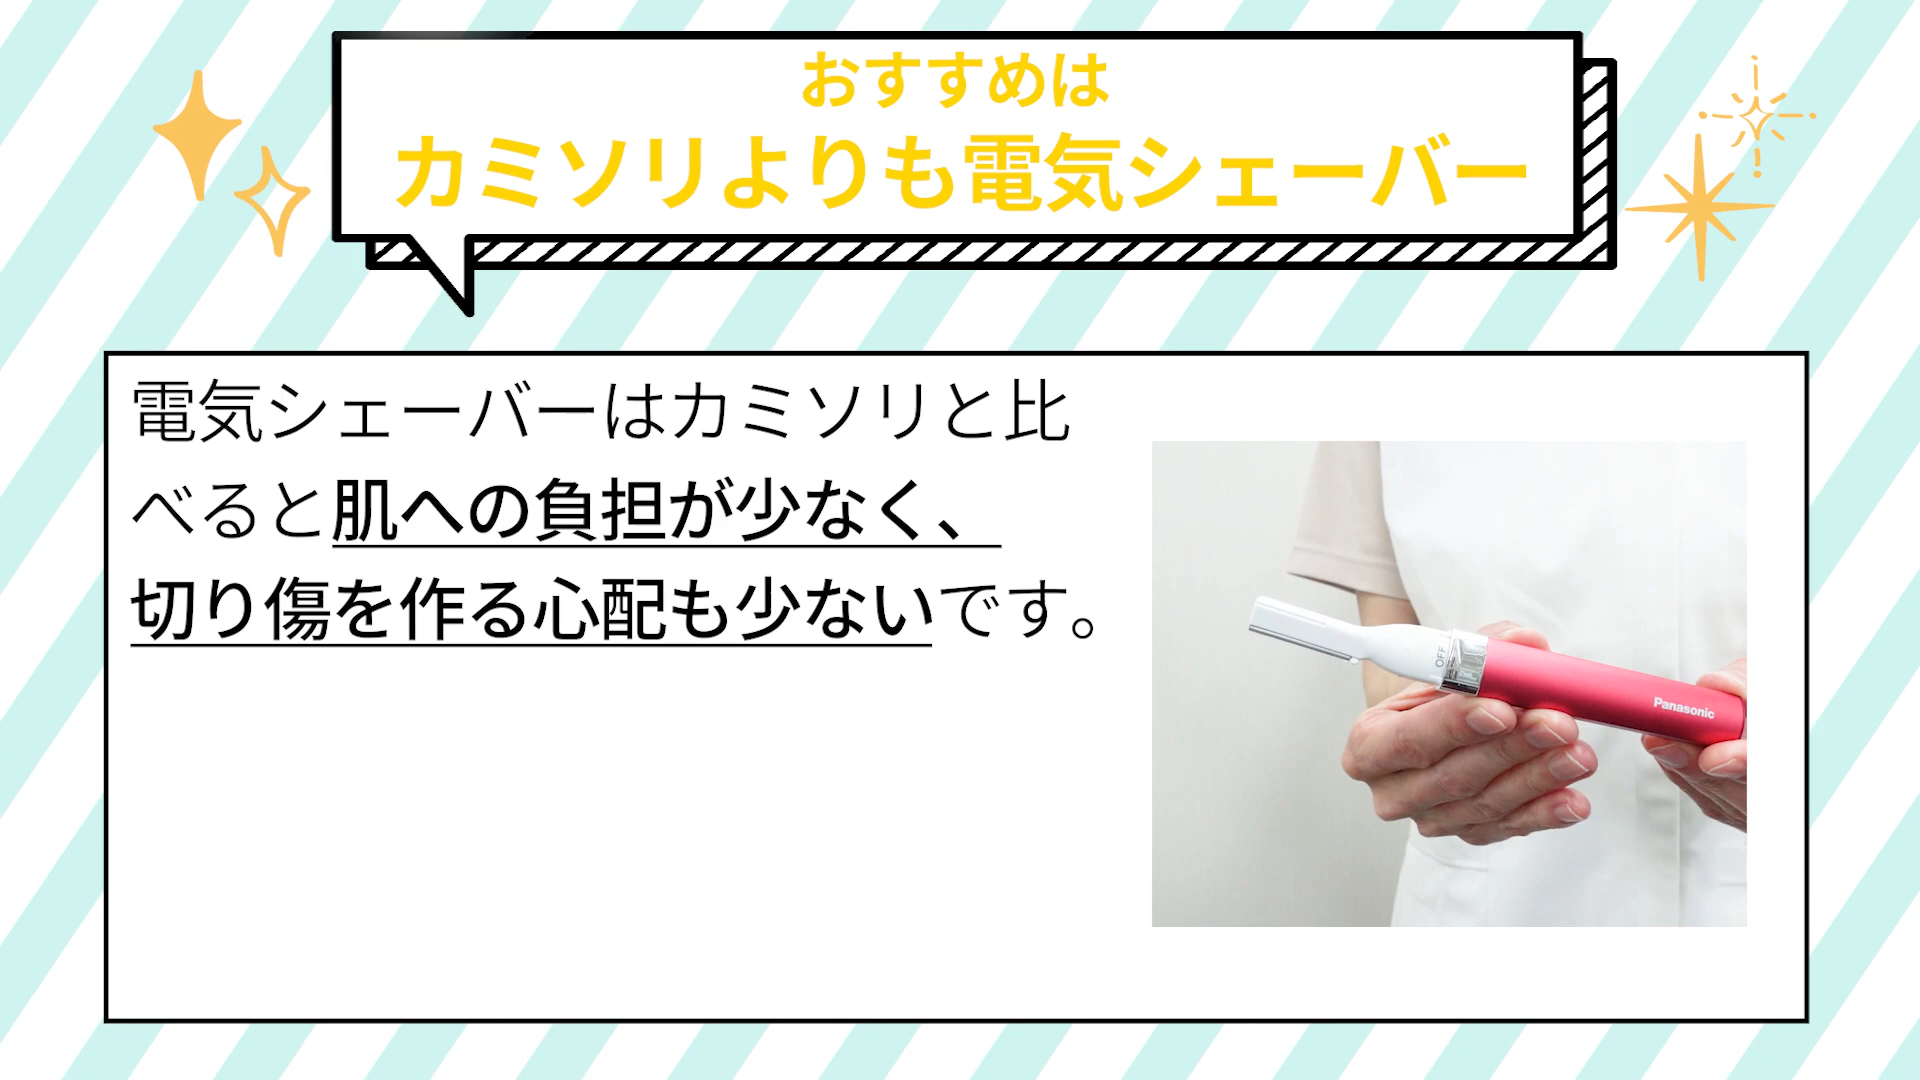 おすすめは
カミソリよりも電気シェーバー
電気シェーバーはカミソリと比
べると肌への負担が少なく、
切り傷を作る心配も少ないです。
OFF
Panasonic